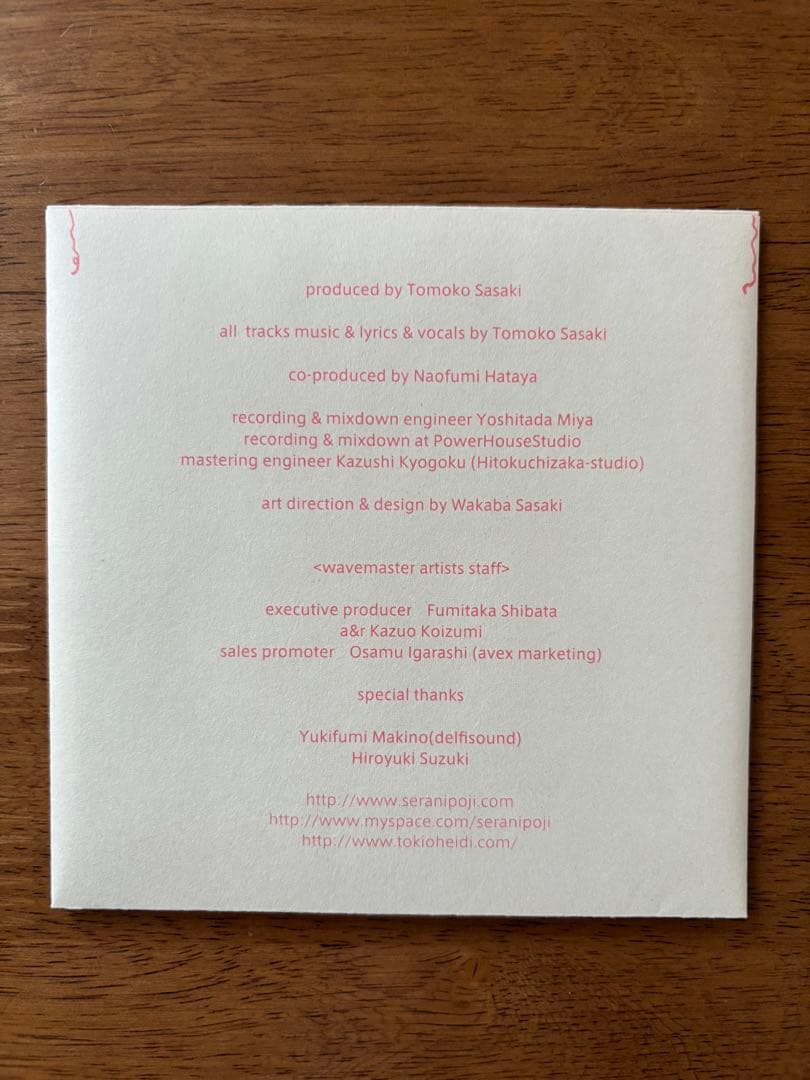 produced by Tomoko Sasaki
all tracks music & lyrics & vocals by Tomoko Sasaki
co-produced by Naofumi Hataya
recording & mixdown engineer Yoshitada Miya
recording & mixdown at PowerHouseStudio
mastering engineer Kazushi Kyogoku (Hitokuchizaka-studio)
art direction & design by Wakaba Sasaki
<wavemaster artists staff>
executive producer Fumitaka Shibata
a&r Kazuo Koizumi
sales promoter Osamu Igarashi (avex marketing)
special thanks
Yukifumi Makino(delfisound)
Hiroyuki Suzuki
http://www.seranipoji.com
http://www.myspace.com/seranipoji
http://www.tokioheidi.com/